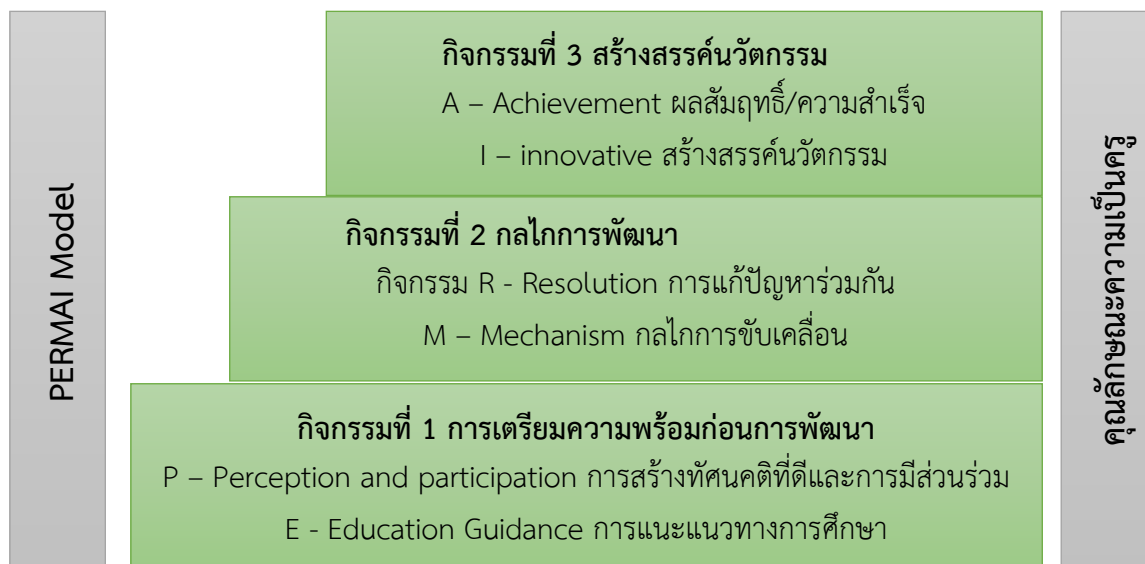 PERMAI Model
กิจกรรมที่ 3 สร้างสรรค์นวัตกรรม
A – Achievement ผลสัมฤทธิ์/ความสำเร็จ
I – innovative สร้างสรรค์นวัตกรรม
กิจกรรมที่ 2 กลไกการพัฒนา
กิจกรรม R - Resolution การแก้ปัญหาร่วมกัน
M – Mechanism กลไกการขับเคลื่อน
กิจกรรมที่ 1 การเตรียมความพร้อมก่อนการพัฒนา
P – Perception and participation การสร้างทัศนคติที่ดีและการมีส่วนร่วม
E - Education Guidance การแนะแนวทางการศึกษา
คุณลักษณะความเป็นครู